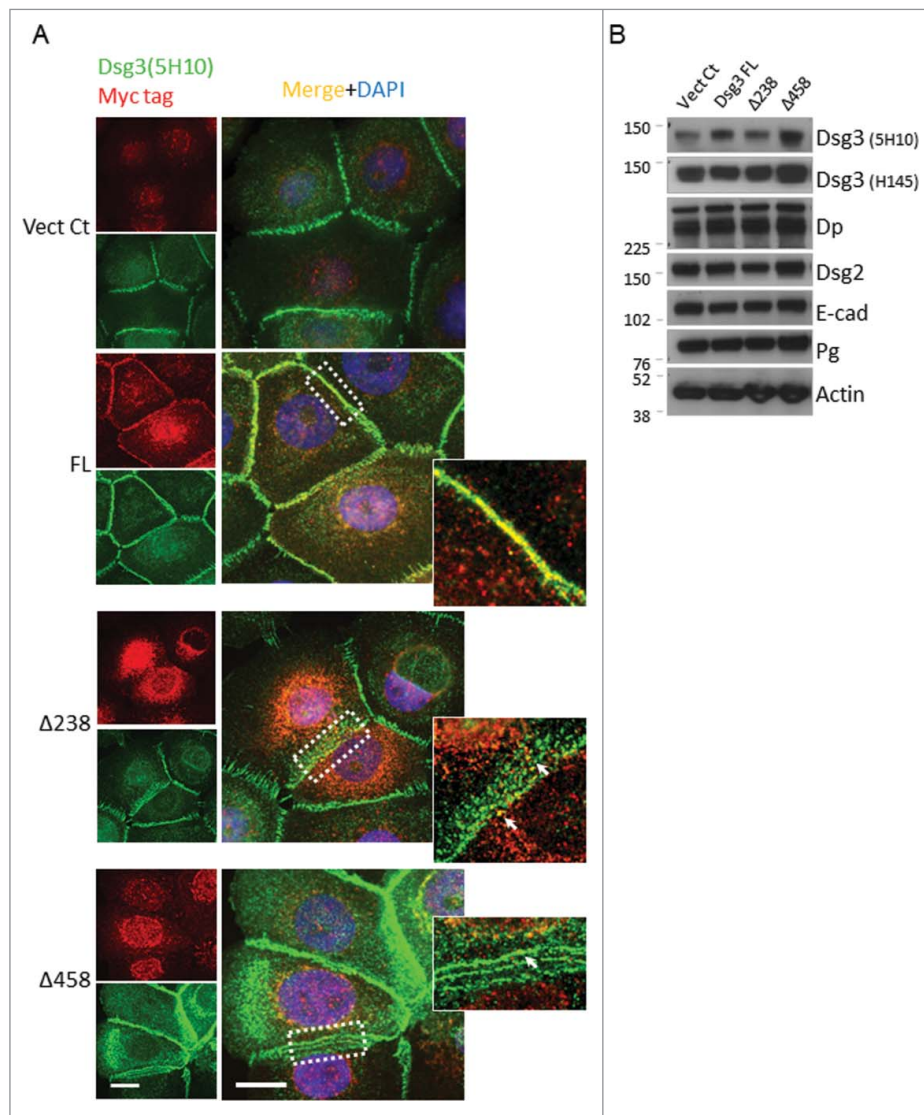 A
Dsg3(5H10)
Myc tag
Merge+DAPI
Vect Ct
FL
Δ238
Δ458
B
Vect Ct
Dsg3 FL
Δ238
Δ458
150
Dsg3 (5H10)
150
Dsg3 (H145)
Dp
225
Dsg2
150
E-cad
102
Pg
76
52
Actin
38